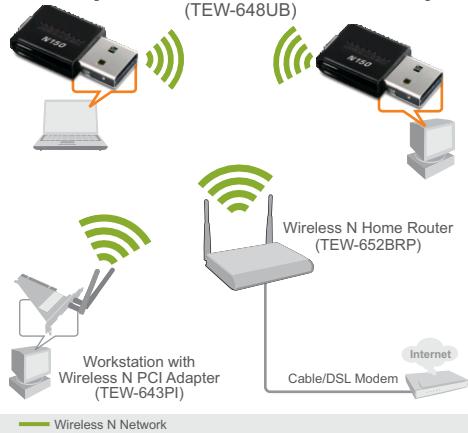 (TEW-648UB)
N150
N150
Wireless N Home Router
(TEW-652BRP)
Internet
Workstation with
Wireless N PCI Adapter
(TEW-643PI)
Cable/DSL Modem
Wireless N Network